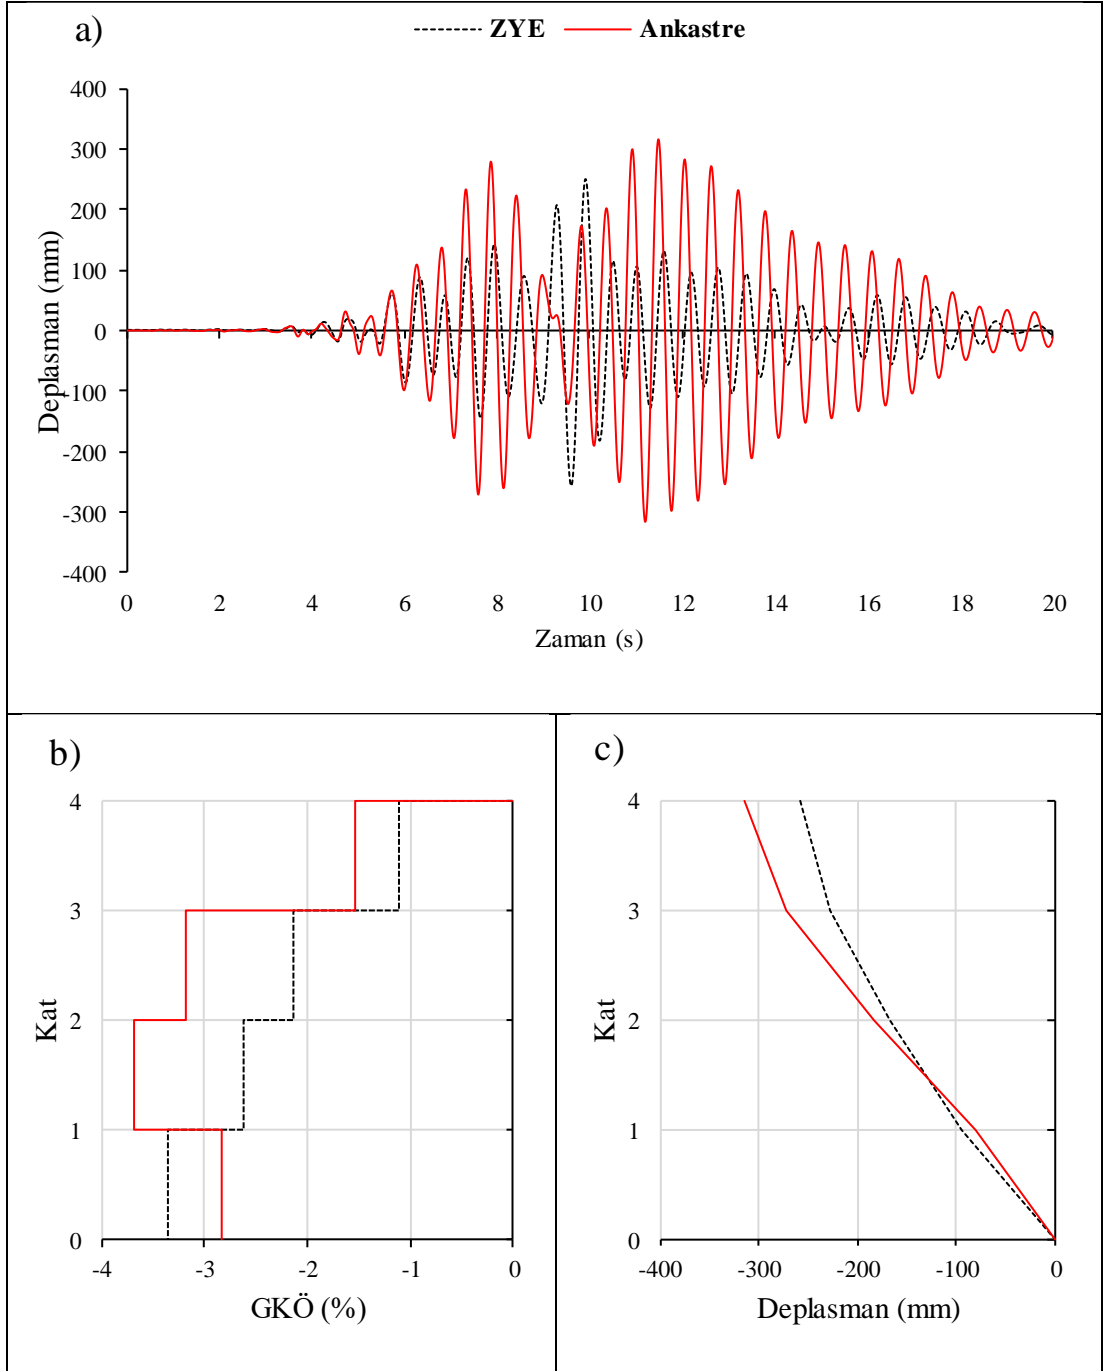 a)
ZYE Ankastre
400
300
200
100
0
-100
-200
-300
-400
Deplasman (mm)
0 2 4 6 8 10 12 14 16 18 20
Zaman (s)
b)
4
3
2
1
0
Kat
-4 -3 -2 -1 0
GKÖ (%)
c)
4
3
2
1
0
Kat
-400 -300 -200 -100 0
Deplasman (mm)